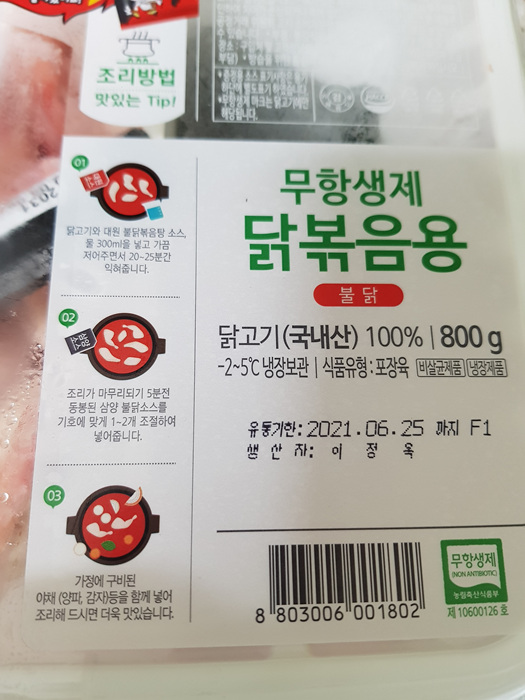 조리방법
맛있는 Tip!
01
닭고기와 대원 불닭볶음탕 소스,
물 300ml을 넣고 가끔
저어주면서 20~25분간
익혀줍니다.
02
조리가 마무리되기 5분전
동봉된 삼양 불닭소스를
기호에 맞게 1~2개 조절하여
넣어줍니다.
03
가정에 구비된
야채 (양파, 감자)등을 함께 넣어
조리해 드시면 더욱 맛있습니다.
무항생제
닭볶음용
불닭
닭고기(국내산) 100% | 800g
-2~5℃ 냉장보관 | 식품유형 : 포장육 비살균제품 냉장제품
유통기한: 2021.06.25 까지 F1
생 산 자: 이 정 옥
8 803006 001802
무항생제
(NON ANTIBIOTIC)
농림축산식품부
제 10600126 호